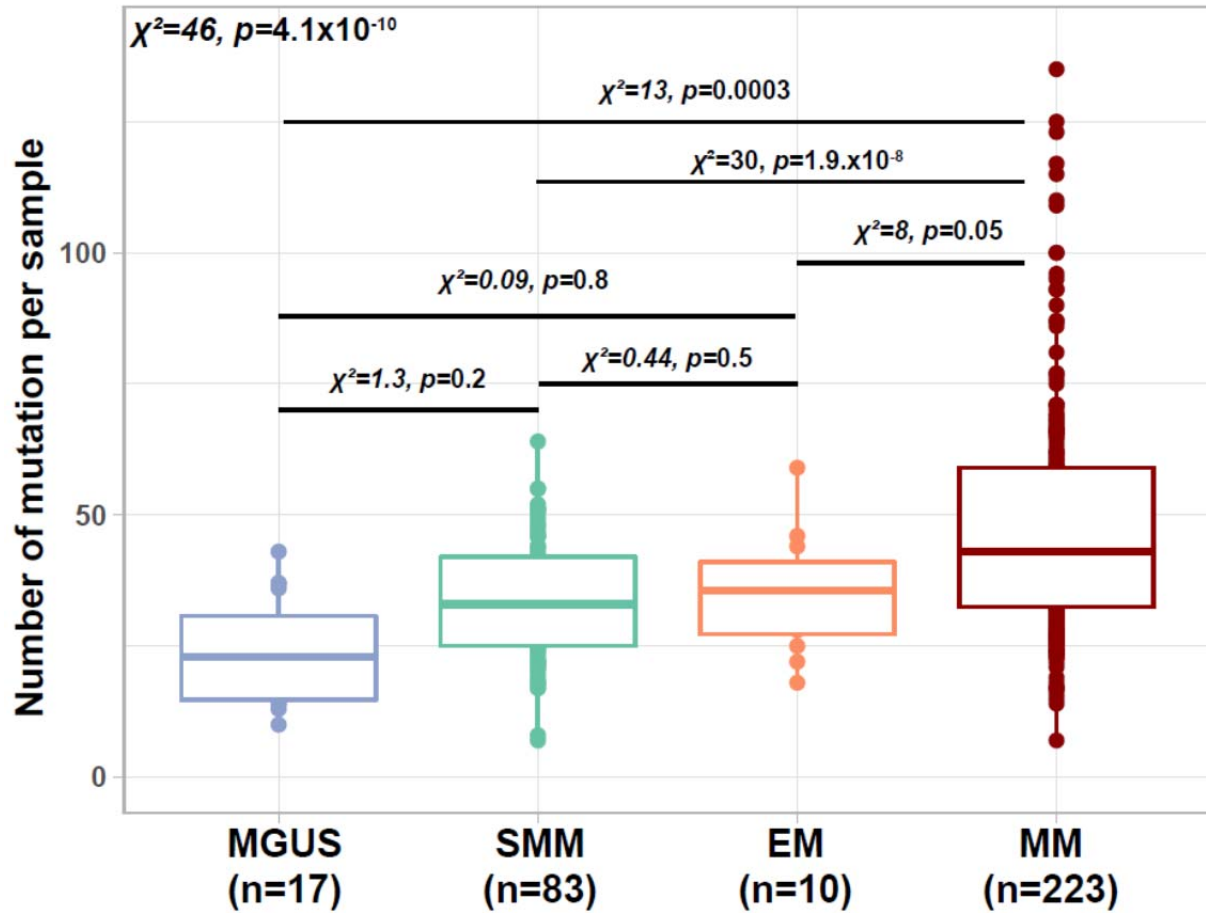 χ²=46, p=4.1x10⁻¹⁰
χ²=13, p=0.0003
χ²=30, p=1.9.x10⁻⁸
χ²=8, p=0.05
χ²=0.09, p=0.8
χ²=0.44, p=0.5
χ²=1.3, p=0.2
Number of mutation per sample
100
50
0
MGUS
(n=17)
SMM
(n=83)
EM
(n=10)
MM
(n=223)